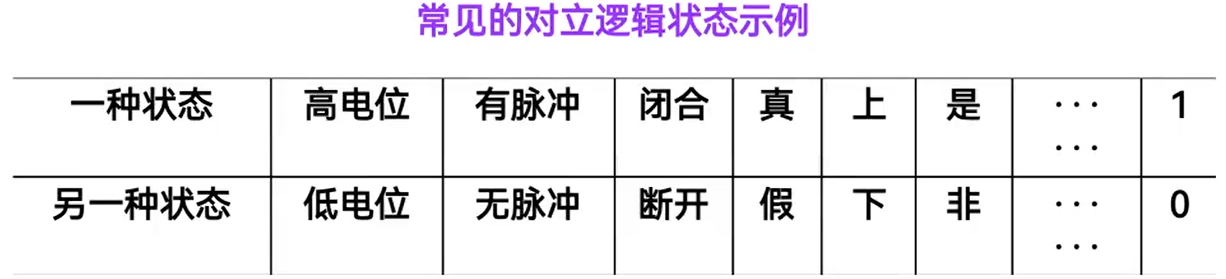 常见的对立逻辑状态示例
一种状态 高电位 有脉冲 闭合 真 上 是 ... 1
...
另一种状态 低电位 无脉冲 断开 假 下 非 ... 0
...